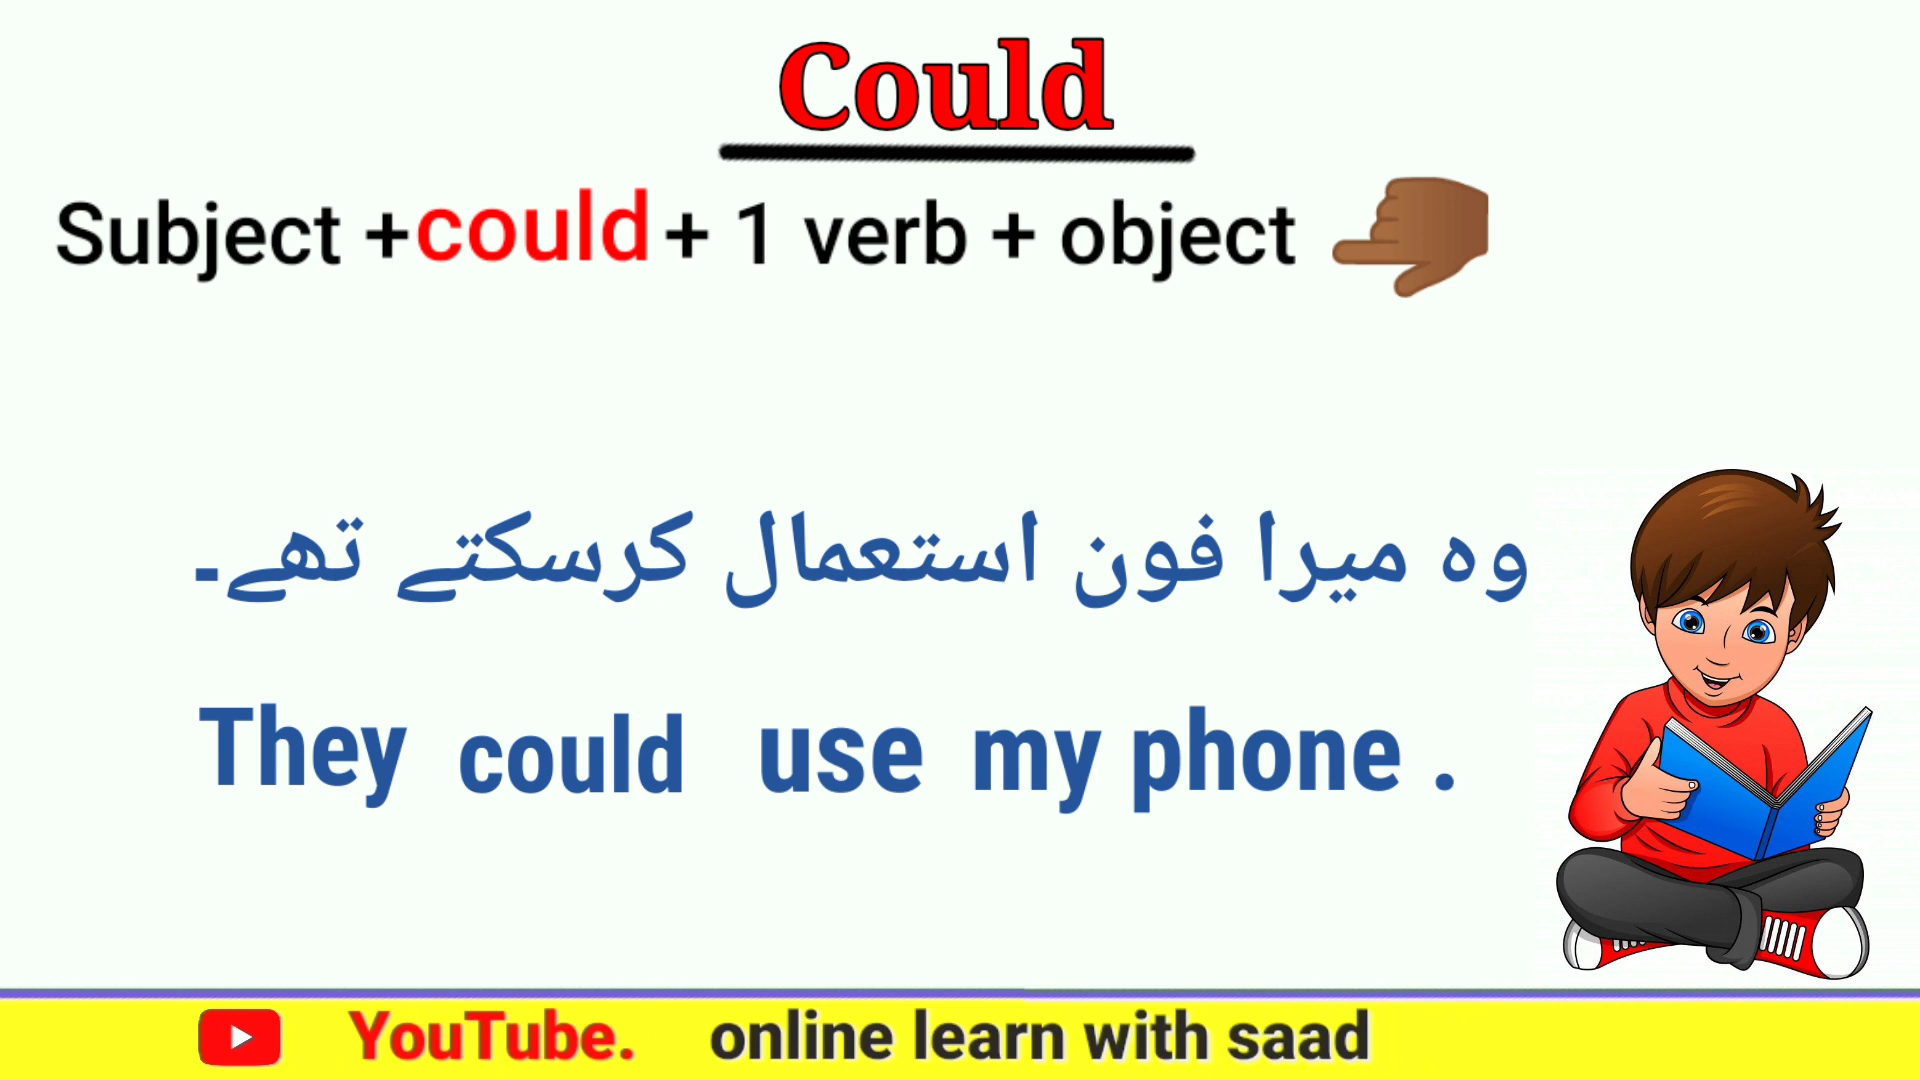 Could
Subject +could+ 1 verb + object
وہ میرا فون استعمال کرسکتے تھے۔
They could use my phone .
YouTube. online learn with saad